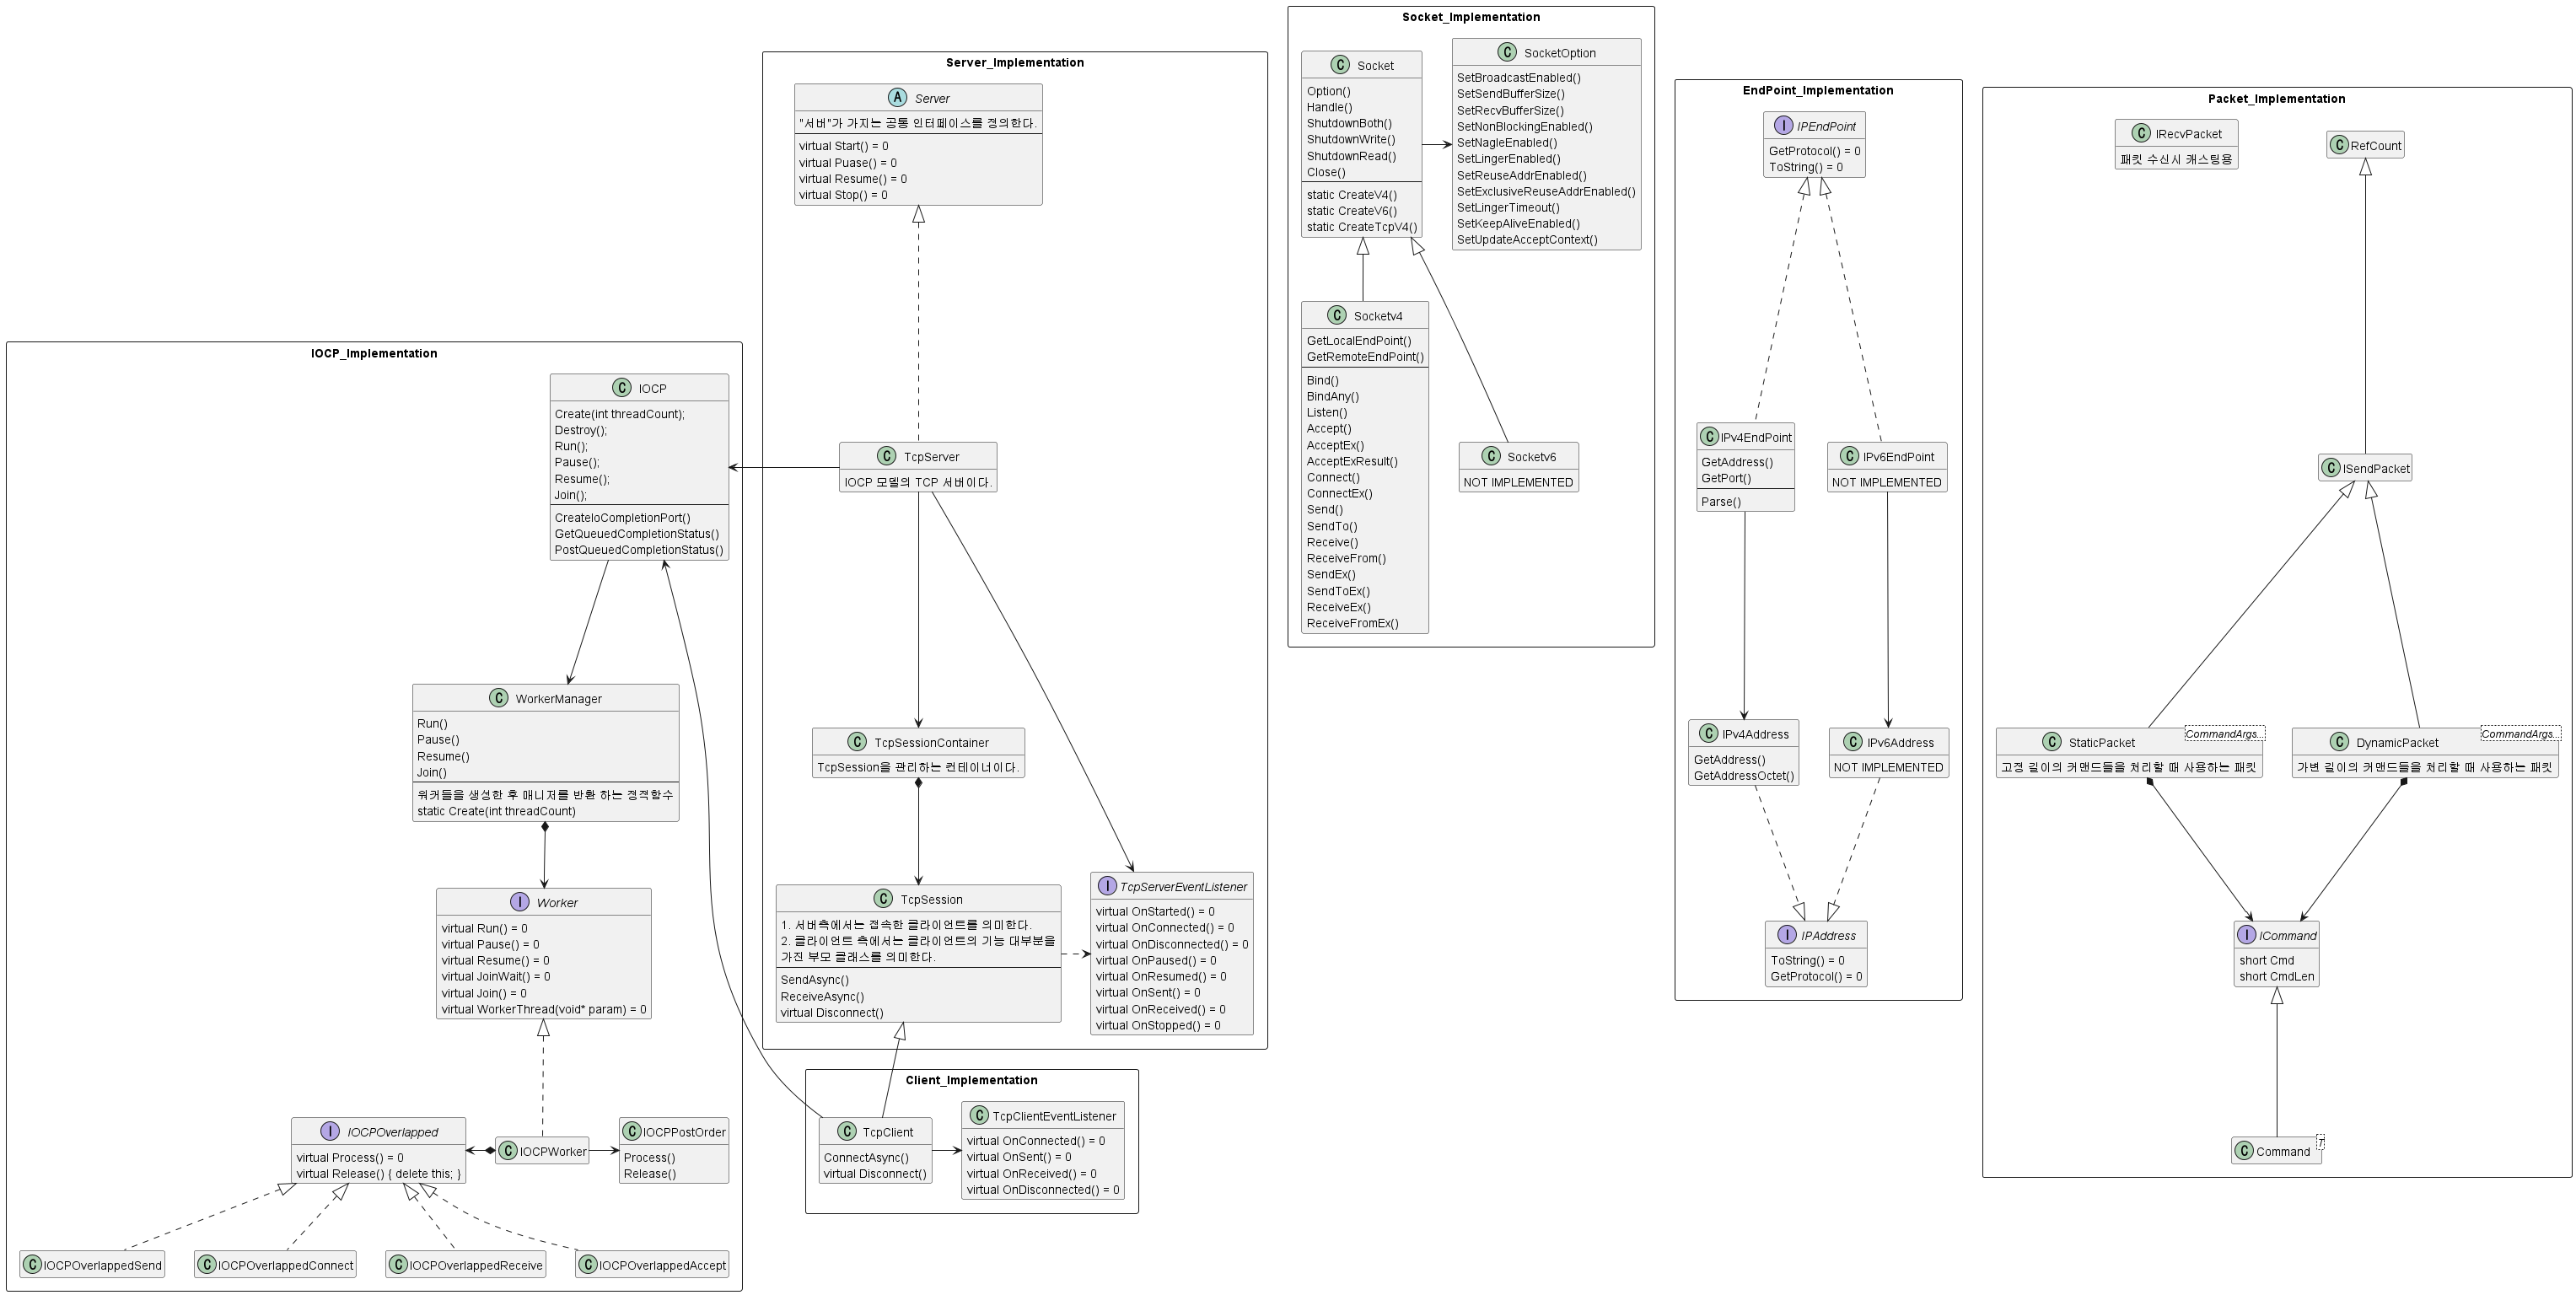 IOCP_Implementation
C IOCP
Create(int threadCount);
Destroy();
Run();
Pause();
Resume();
Join();
CreateIoCompletionPort()
GetQueuedCompletionStatus()
PostQueuedCompletionStatus()
C WorkerManager
Run()
Pause()
Resume()
Join()
워커들을 생성한 후 매니저를 반환 하는 정적함수
static Create(int threadCount)
I Worker
virtual Run() = 0
virtual Pause() = 0
virtual Resume() = 0
virtual JoinWait() = 0
virtual Join() = 0
virtual WorkerThread(void* param) = 0
I IOCPOverlapped
virtual Process() = 0
virtual Release() { delete this; }
C IOCPWorker
C IOCPPostOrder
Process()
Release()
C IOCPOverlappedSend
C IOCPOverlappedConnect
C IOCPOverlappedReceive
C IOCPOverlappedAccept
Server_Implementation
A Server
"서버"가 가지는 공통 인터페이스를 정의한다.
virtual Start() = 0
virtual Puase() = 0
virtual Resume() = 0
virtual Stop() = 0
C TcpServer
IOCP 모델의 TCP 서버이다.
C TcpSessionContainer
TcpSession을 관리하는 컨테이너이다.
C TcpSession
1. 서버측에서는 접속한 클라이언트를 의미한다.
2. 클라이언트 측에서는 클라이언트의 기능 대부분을
가진 부모 클래스를 의미한다.
SendAsync()
ReceiveAsync()
virtual Disconnect()
I TcpServerEventListener
virtual OnStarted() = 0
virtual OnConnected() = 0
virtual OnDisconnected() = 0
virtual OnPaused() = 0
virtual OnResumed() = 0
virtual OnSent() = 0
virtual OnReceived() = 0
virtual OnStopped() = 0
Client_Implementation
C TcpClient
ConnectAsync()
virtual Disconnect()
C TcpClientEventListener
virtual OnConnected() = 0
virtual OnSent() = 0
virtual OnReceived() = 0
virtual OnDisconnected() = 0
Socket_Implementation
C Socket
Option()
Handle()
ShutdownBoth()
ShutdownWrite()
ShutdownRead()
Close()
static CreateV4()
static CreateV6()
static CreateTcpV4()
C SocketOption
SetBroadcastEnabled()
SetSendBufferSize()
SetRecvBufferSize()
SetNonBlockingEnabled()
SetNagleEnabled()
SetLingerEnabled()
SetReuseAddrEnabled()
SetExclusiveReuseAddrEnabled()
SetLingerTimeout()
SetKeepAliveEnabled()
SetUpdateAcceptContext()
C Socketv4
GetLocalEndPoint()
GetRemoteEndPoint()
Bind()
BindAny()
Listen()
Accept()
AcceptEx()
AcceptExResult()
Connect()
ConnectEx()
Send()
SendTo()
Receive()
ReceiveFrom()
SendEx()
SendToEx()
ReceiveEx()
ReceiveFromEx()
C Socketv6
NOT IMPLEMENTED
EndPoint_Implementation
I IPEndPoint
GetProtocol() = 0
ToString() = 0
C IPv4EndPoint
GetAddress()
GetPort()
Parse()
C IPv6EndPoint
NOT IMPLEMENTED
C IPv4Address
GetAddress()
GetAddressOctet()
C IPv6Address
NOT IMPLEMENTED
I IPAddress
ToString() = 0
GetProtocol() = 0
Packet_Implementation
C IRecvPacket
패킷 수신시 캐스팅용
C RefCount
C ISendPacket
C StaticPacket CommandArgs...
고정 길이의 커맨드들을 처리할 때 사용하는 패킷
C DynamicPacket CommandArgs...
가변 길이의 커맨드들을 처리할 때 사용하는 패킷
I ICommand
short Cmd
short CmdLen
C Command T